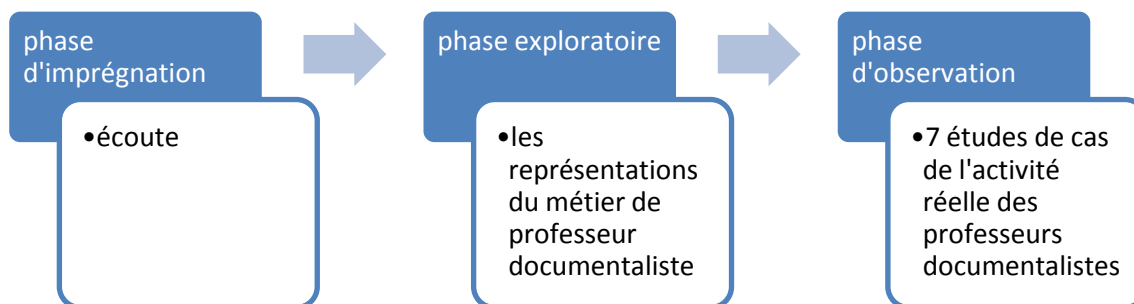 phase
d'imprégnation
•écoute
phase exploratoire
•les
représentations
du métier de
professeur
documentaliste
phase
d'observation
•7 études de cas
de l'activité
réelle des
professeurs
documentalistes